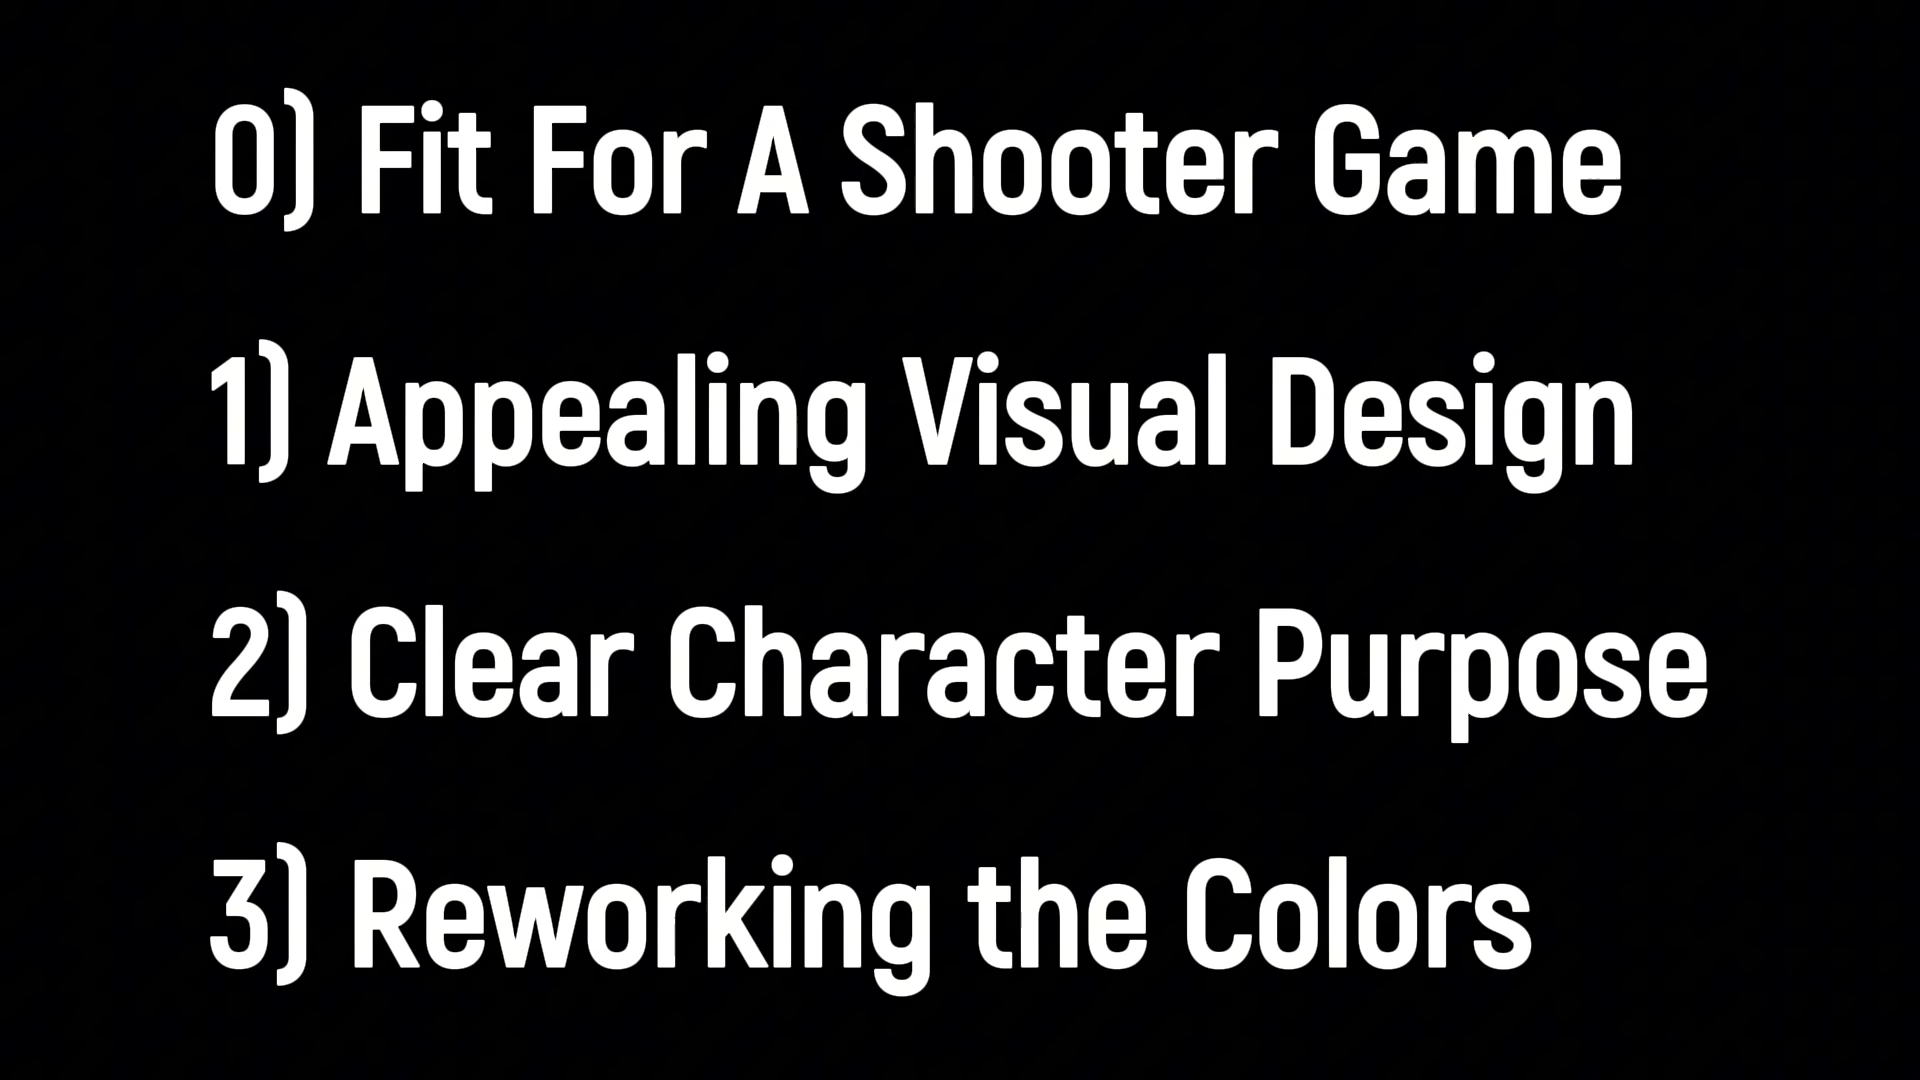 0) Fit For A Shooter Game
1) Appealing Visual Design
2) Clear Character Purpose
3) Reworking the Colors